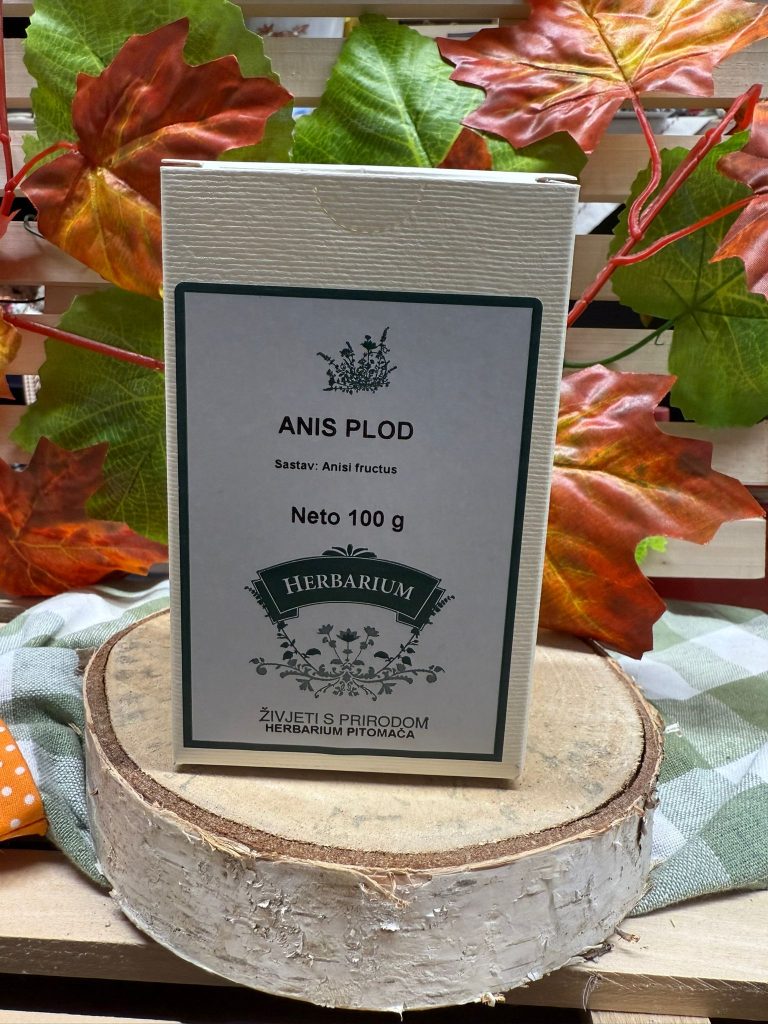 ANIS PLOD
Sastav: Anisi fructus
Neto 100 g
HERBARIUM
ŽIVJETI S PRIRODOM
HERBARIUM PITOMAČA